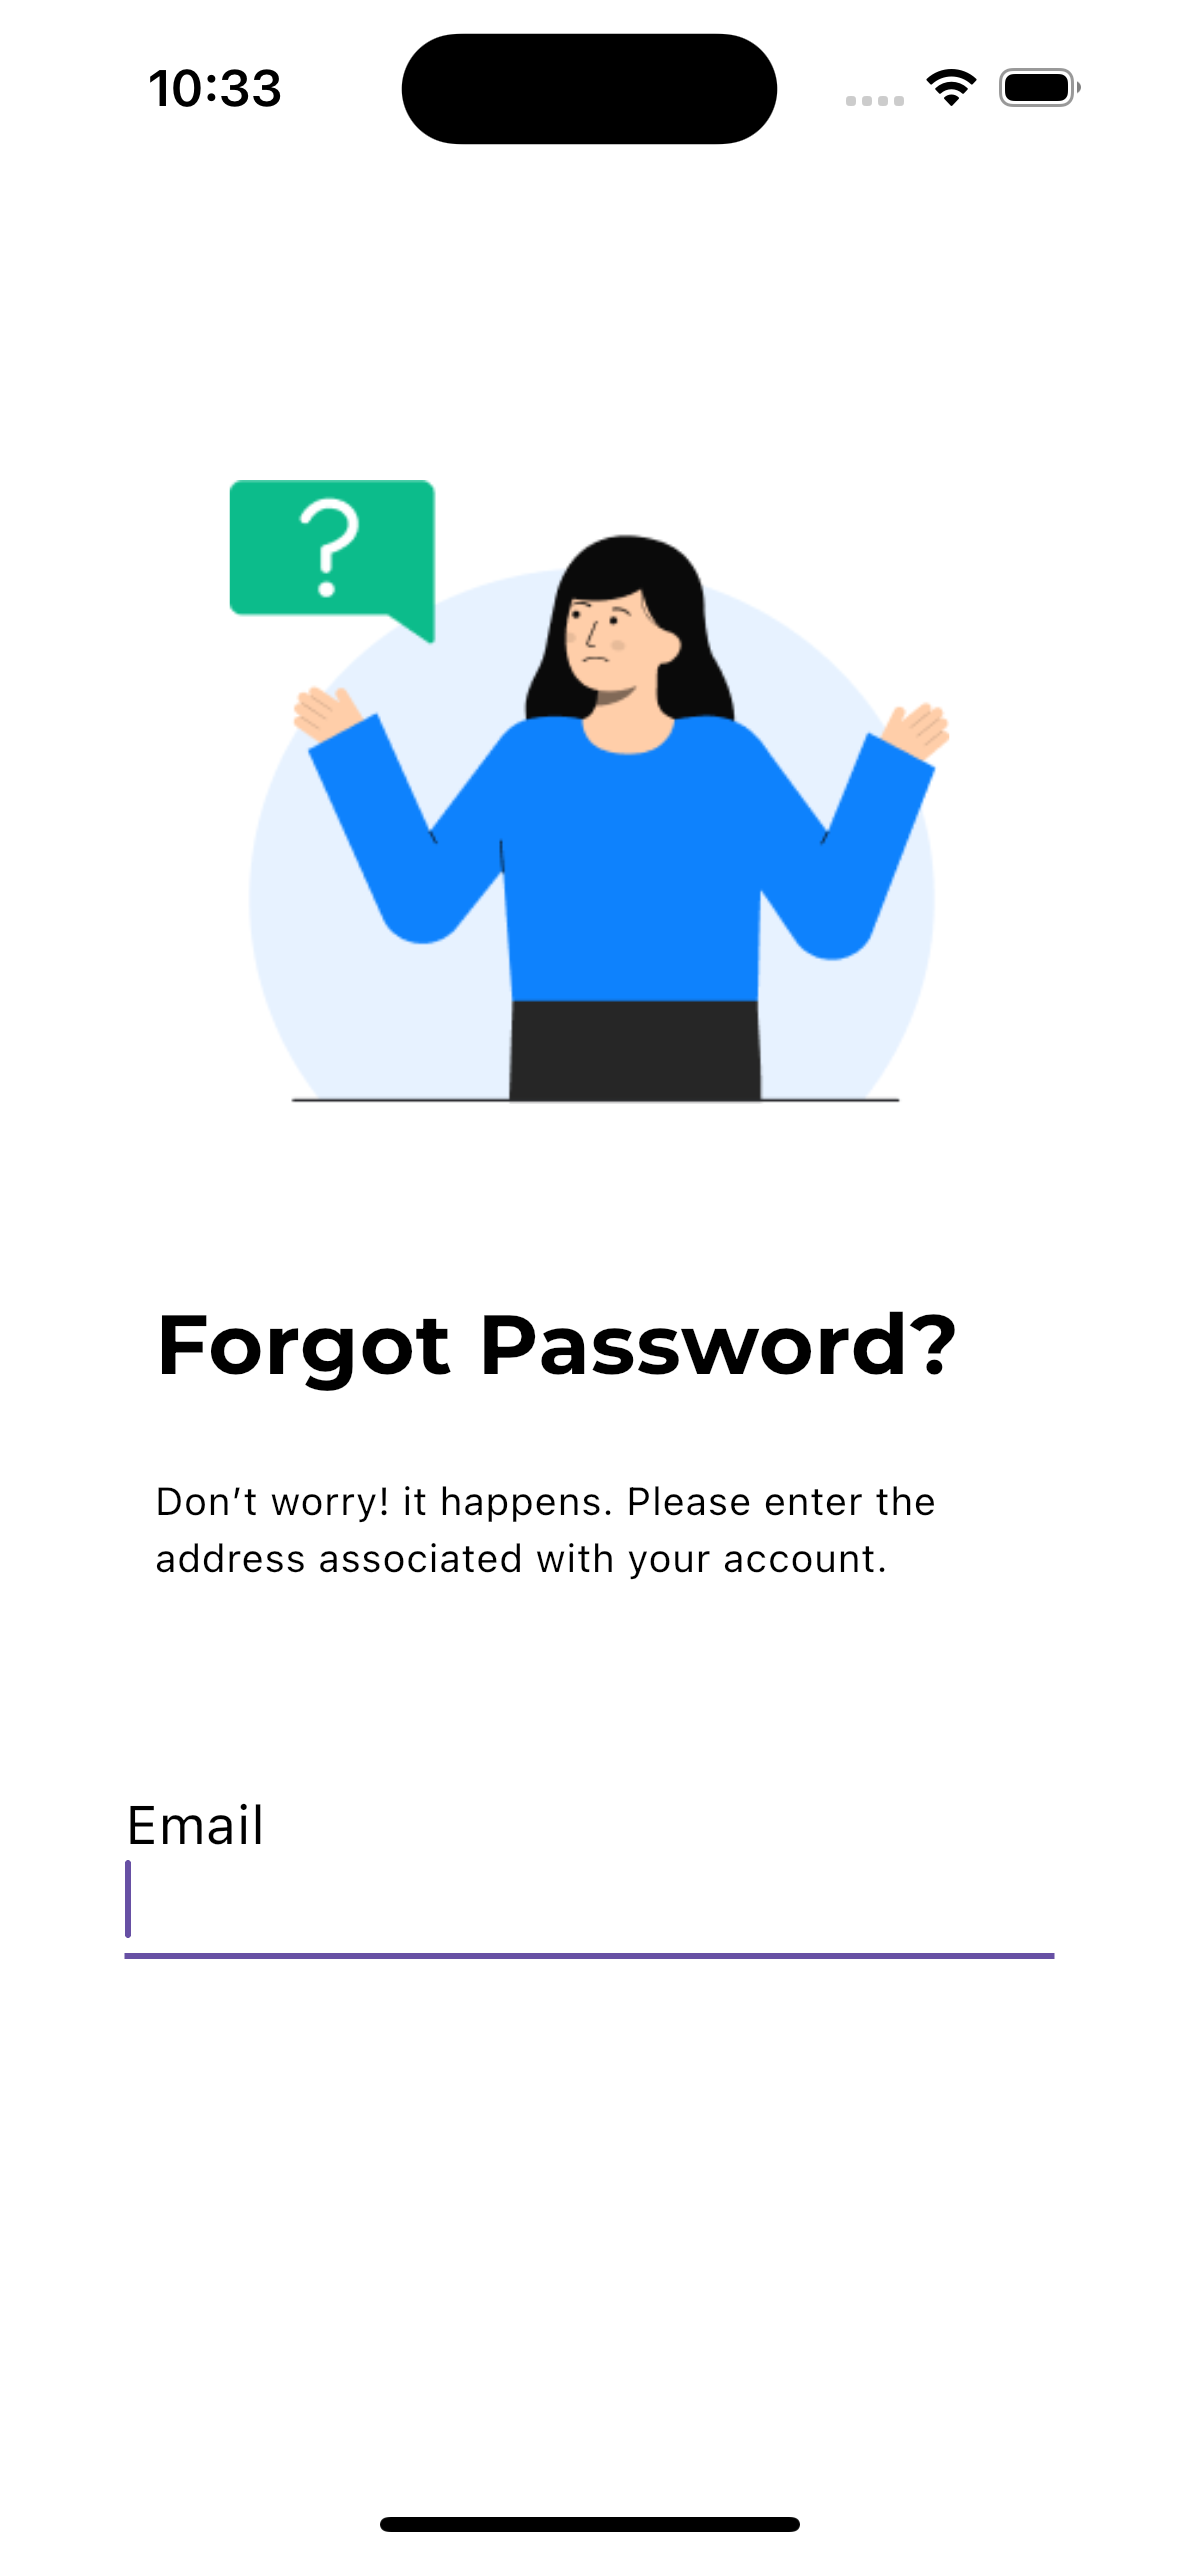 10:33
?
Forgot Password?
Don’t worry! it happens. Please enter the
address associated with your account.
Email